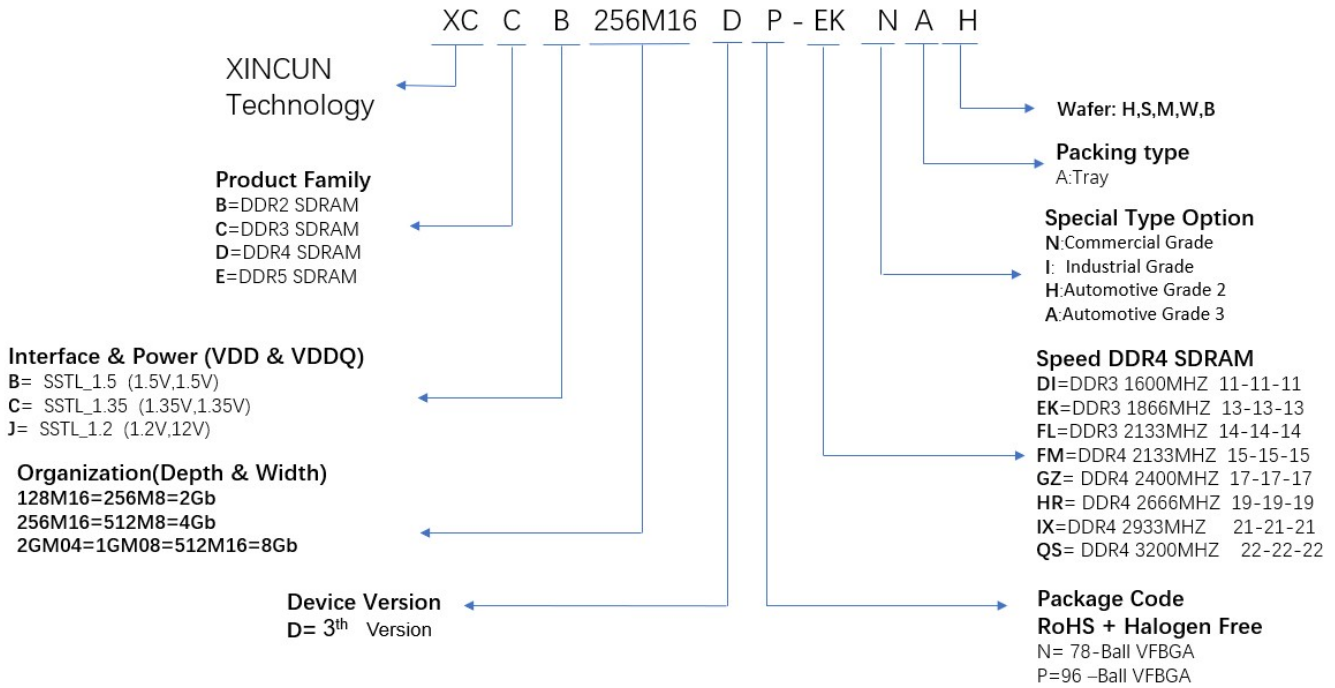 XC C B 256M16 D P - EK N A H
XINCUN
Technology
Product Family
B=DDR2 SDRAM
C=DDR3 SDRAM
D=DDR4 SDRAM
E=DDR5 SDRAM
Interface & Power (VDD & VDDQ)
B= SSTL_1.5 (1.5V,1.5V)
C= SSTL_1.35 (1.35V,1.35V)
J= SSTL_1.2 (1.2V,12V)
Organization(Depth & Width)
128M16=256M8=2Gb
256M16=512M8=4Gb
2GM04=1GM08=512M16=8Gb
Device Version
D= 3th Version
Wafer: H,S,M,W,B
Packing type
A:Tray
Special Type Option
N:Commercial Grade
I: Industrial Grade
H:Automotive Grade 2
A:Automotive Grade 3
Speed DDR4 SDRAM
DI=DDR3 1600MHZ 11-11-11
EK=DDR3 1866MHZ 13-13-13
FL=DDR3 2133MHZ 14-14-14
FM=DDR4 2133MHZ 15-15-15
GZ= DDR4 2400MHZ 17-17-17
HR= DDR4 2666MHZ 19-19-19
IX=DDR4 2933MHZ 21-21-21
QS= DDR4 3200MHZ 22-22-22
Package Code
RoHS + Halogen Free
N= 78-Ball VFBGA
P=96 –Ball VFBGA